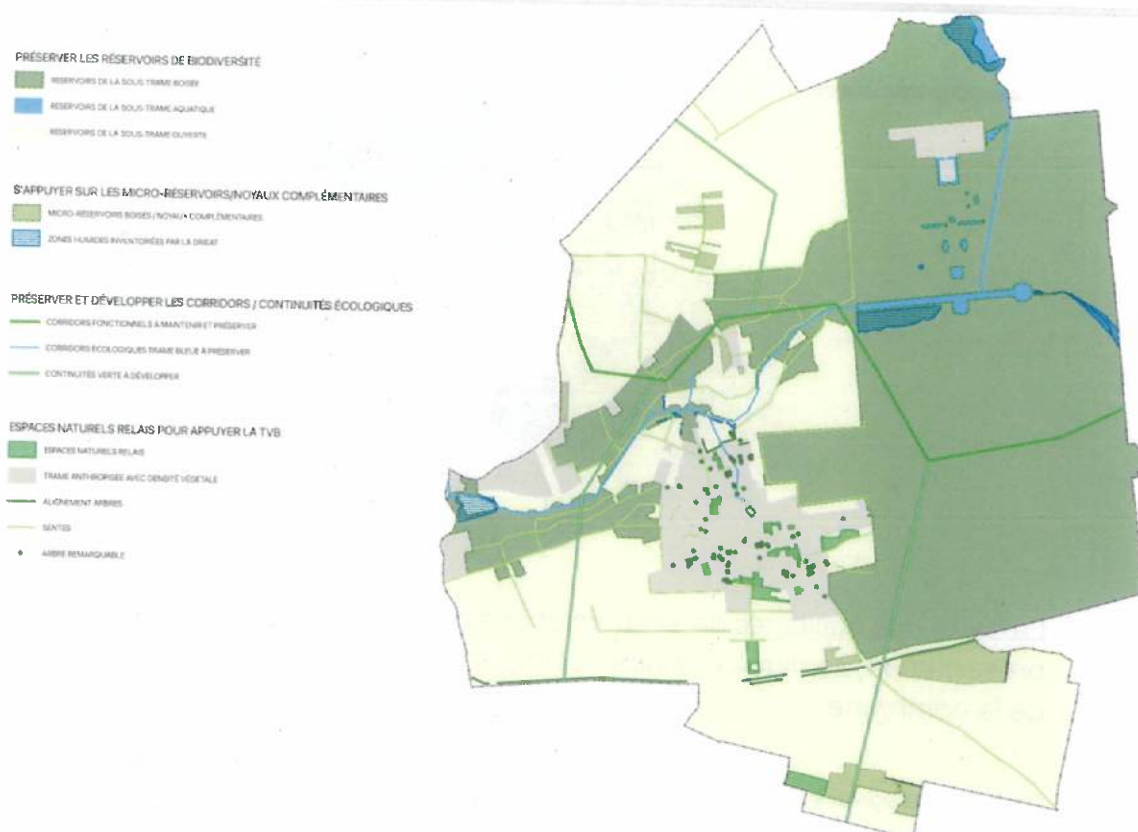 PRÉSERVER LES RÉSERVOIRS DE BIODIVERSITÉ
RÉSERVOIRS DE LA SOUS-TRAME BOISÉE
RÉSERVOIRS DE LA SOUS-TRAME AQUATIQUE
RÉSERVOIRS DE LA SOUS-TRAME OUVERTE
S'APPUYER SUR LES MICRO-RÉSERVOIRS/NOYAUX COMPLÉMENTAIRES
MICRO-RÉSERVOIRS BOISÉS / NOYAUX COMPLÉMENTAIRES
ZONES HUMIDES INVENTORIÉES PAR LA DRIEAT
PRÉSERVER ET DÉVELOPPER LES CORRIDORS / CONTINUITÉS ÉCOLOGIQUES
CORRIDORS FONCTIONNELS À MAINTENIR ET PRÉSERVER
CORRIDORS ÉCOLOGIQUES TRAME BLEUE À PRÉSERVER
CONTINUITÉS VERTE À DÉVELOPPER
ESPACES NATURELS RELAIS POUR APPUYER LA TVB
ESPACES NATURELS RELAIS
TRAME ANTHROPISÉE AVEC DENSITÉ VÉGÉTALE
ALIGNEMENT ARBRES
SENTES
ARBRE REMARQUABLE